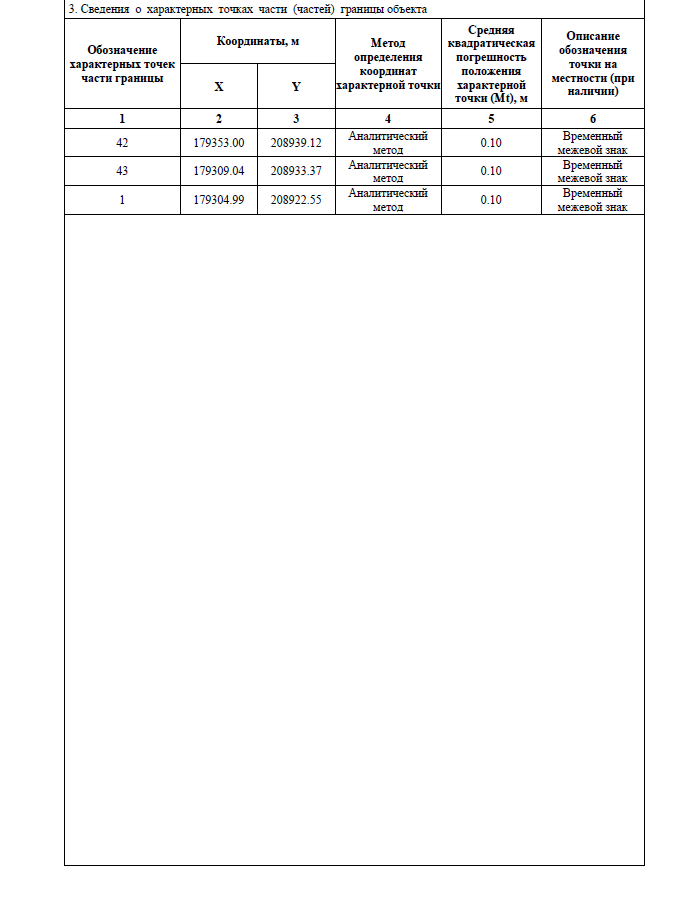 3. Сведения о характерных точках части (частей) границы объекта
Обозначение
характерных точек
части границы
Координаты, м
X
Y
Метод
определения
координат
характерной точки
Средняя
квадратическая
погрешность
положения
характерной
точки (Mt), м
Описание
обозначения
точки на
местности (при
наличии)
1 2 3 4 5 6
42 179353.00 208939.12 Аналитический
метод 0.10 Временный
межевой знак
43 179309.04 208933.37 Аналитический
метод 0.10 Временный
межевой знак
1 179304.99 208922.55 Аналитический
метод 0.10 Временный
межевой знак